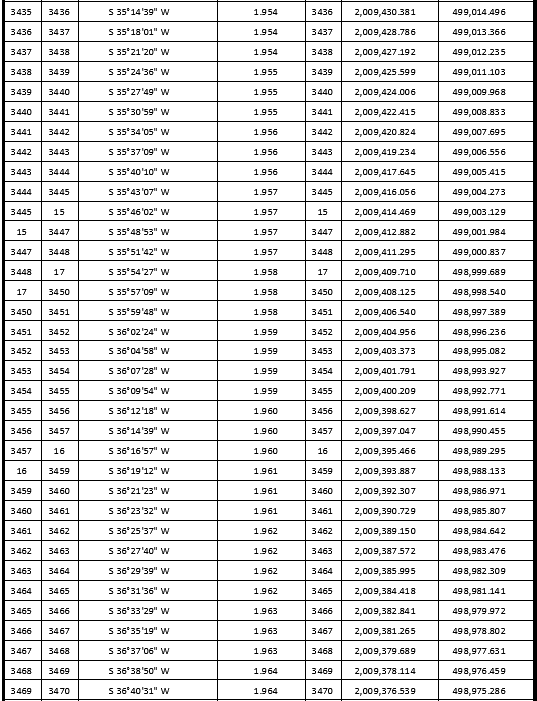 3435 3436 S 35°14'39" W 1.954 3436 2,009,430.381 499,014.496
3436 3437 S 35°18'01" W 1.954 3437 2,009,428.786 499,013.366
3437 3438 S 35°21'20" W 1.954 3438 2,009,427.192 499,012.235
3438 3439 S 35°24'36" W 1.955 3439 2,009,425.599 499,011.103
3439 3440 S 35°27'49" W 1.955 3440 2,009,424.006 499,009.968
3440 3441 S 35°30'59" W 1.955 3441 2,009,422.415 499,008.833
3441 3442 S 35°34'05" W 1.956 3442 2,009,420.824 499,007.695
3442 3443 S 35°37'09" W 1.956 3443 2,009,419.234 499,006.556
3443 3444 S 35°40'10" W 1.956 3444 2,009,417.645 499,005.415
3444 3445 S 35°43'07" W 1.957 3445 2,009,416.056 499,004.273
3445 15 S 35°46'02" W 1.957 15 2,009,414.469 499,003.129
15 3447 S 35°48'53" W 1.957 3447 2,009,412.882 499,001.984
3447 3448 S 35°51'42" W 1.957 3448 2,009,411.295 499,000.837
3448 17 S 35°54'27" W 1.958 17 2,009,409.710 498,999.689
17 3450 S 35°57'09" W 1.958 3450 2,009,408.125 498,998.540
3450 3451 S 35°59'48" W 1.958 3451 2,009,406.540 498,997.389
3451 3452 S 36°02'24" W 1.959 3452 2,009,404.956 498,996.236
3452 3453 S 36°04'58" W 1.959 3453 2,009,403.373 498,995.082
3453 3454 S 36°07'28" W 1.959 3454 2,009,401.791 498,993.927
3454 3455 S 36°09'54" W 1.959 3455 2,009,400.209 498,992.771
3455 3456 S 36°12'18" W 1.960 3456 2,009,398.627 498,991.614
3456 3457 S 36°14'39" W 1.960 3457 2,009,397.047 498,990.455
3457 16 S 36°16'57" W 1.960 16 2,009,395.466 498,989.295
16 3459 S 36°19'12" W 1.961 3459 2,009,393.887 498,988.133
3459 3460 S 36°21'23" W 1.961 3460 2,009,392.307 498,986.971
3460 3461 S 36°23'32" W 1.961 3461 2,009,390.729 498,985.807
3461 3462 S 36°25'37" W 1.962 3462 2,009,389.150 498,984.642
3462 3463 S 36°27'40" W 1.962 3463 2,009,387.572 498,983.476
3463 3464 S 36°29'39" W 1.962 3464 2,009,385.995 498,982.309
3464 3465 S 36°31'36" W 1.962 3465 2,009,384.418 498,981.141
3465 3466 S 36°33'29" W 1.963 3466 2,009,382.841 498,979.972
3466 3467 S 36°35'19" W 1.963 3467 2,009,381.265 498,978.802
3467 3468 S 36°37'06" W 1.963 3468 2,009,379.689 498,977.631
3468 3469 S 36°38'50" W 1.964 3469 2,009,378.114 498,976.459
3469 3470 S 36°40'31" W 1.964 3470 2,009,376.539 498,975.286